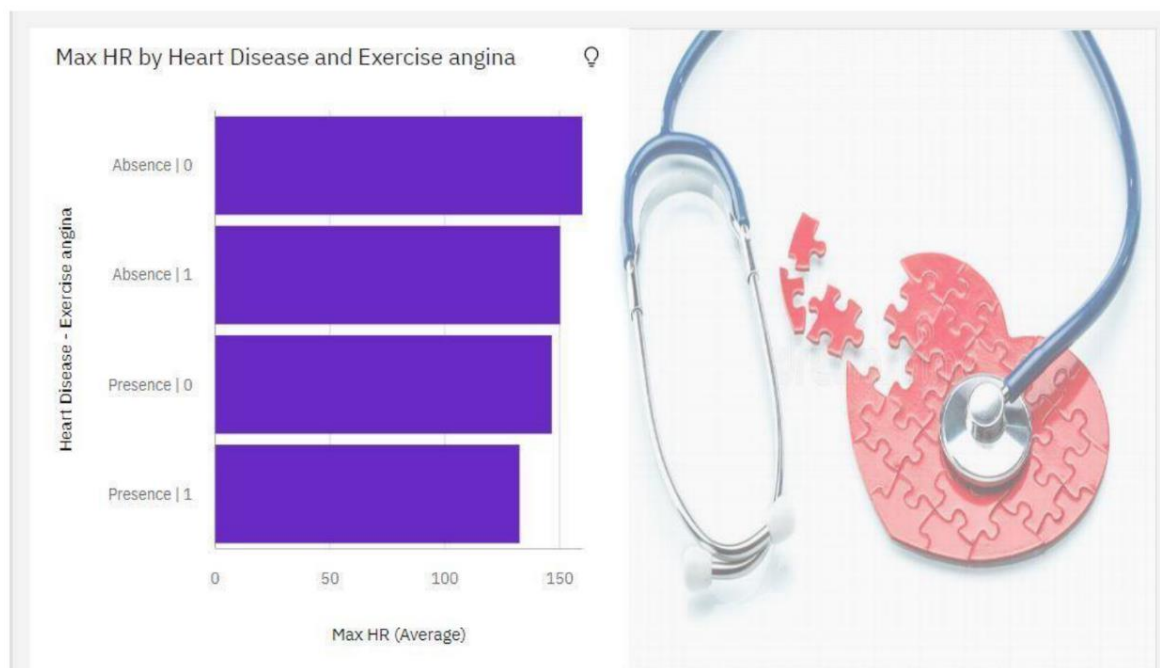 Max HR by Heart Disease and Exercise angina
Heart Disease - Exercise angina
Absence | 0
Absence | 1
Presence | 0
Presence | 1
0 50 100 150
Max HR (Average)